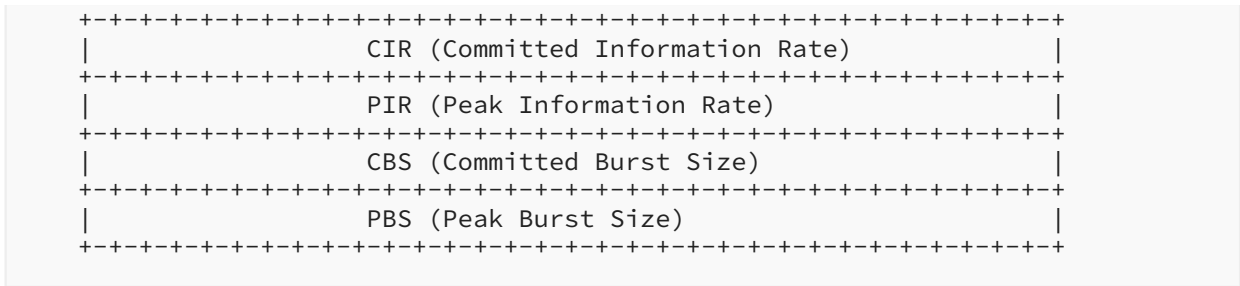 +-+-+-+-+-+-+-+-+-+-+-+-+-+-+-+-+-+-+-+-+-+-+-+-+-+-+-+-+-+-+-+-+
|                  CIR (Committed Information Rate)             |
+-+-+-+-+-+-+-+-+-+-+-+-+-+-+-+-+-+-+-+-+-+-+-+-+-+-+-+-+-+-+-+-+
|                  PIR (Peak Information Rate)                  |
+-+-+-+-+-+-+-+-+-+-+-+-+-+-+-+-+-+-+-+-+-+-+-+-+-+-+-+-+-+-+-+-+
|                  CBS (Committed Burst Size)                   |
+-+-+-+-+-+-+-+-+-+-+-+-+-+-+-+-+-+-+-+-+-+-+-+-+-+-+-+-+-+-+-+-+
|                  PBS (Peak Burst Size)                        |
+-+-+-+-+-+-+-+-+-+-+-+-+-+-+-+-+-+-+-+-+-+-+-+-+-+-+-+-+-+-+-+-+